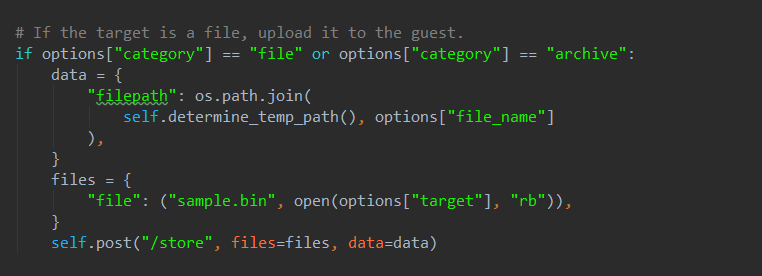 # If the target is a file, upload it to the guest.
if options["category"] == "file" or options["category"] == "archive":
    data = {
        "filepath": os.path.join(
            self.determine_temp_path(), options["file_name"]
        ),
    }
    files = {
        "file": ("sample.bin", open(options["target"], "rb")),
    }
    self.post("/store", files=files, data=data)